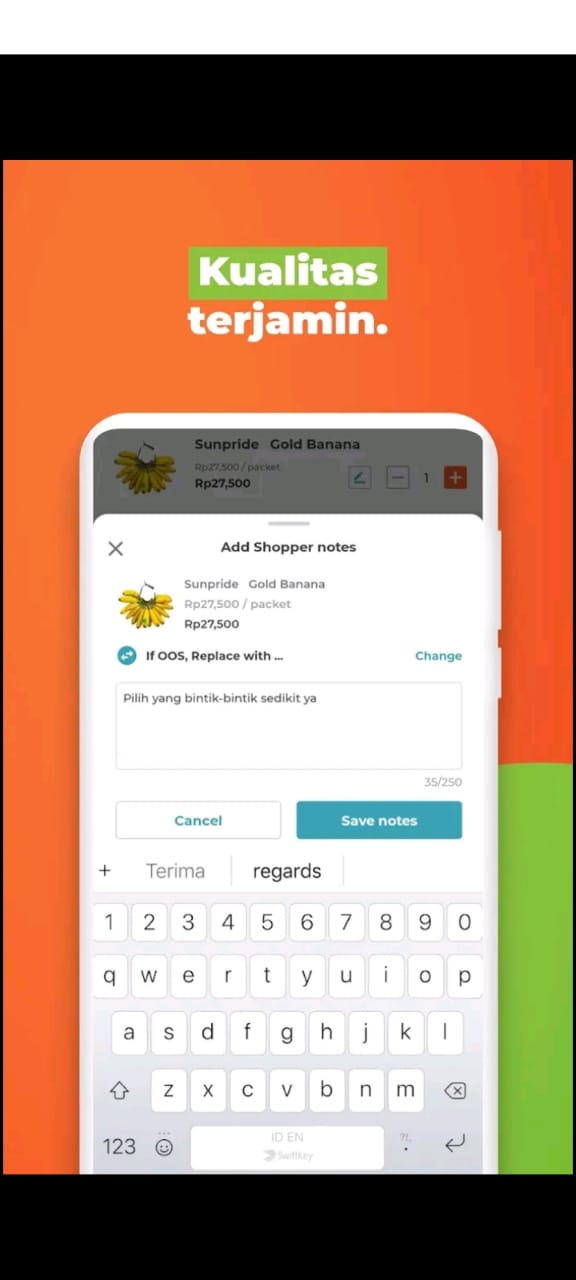 Kualitas
terjamin.
Sunpride Gold Banana
Rp27,500 / packet
Rp27,500
1
Add Shopper notes
Sunpride Gold Banana
Rp27,500 / packet
Rp27,500
If OOS, Replace with ...
Change
Pilih yang bintik-bintik sedikit ya
35/250
Cancel
Save notes
+ Terima regards
1 2 3 4 5 6 7 8 9 0
q w e r t y u i o p
a s d f g h j k l
z x c v b n m
123
ID EN
SwiftKey
?!,
.